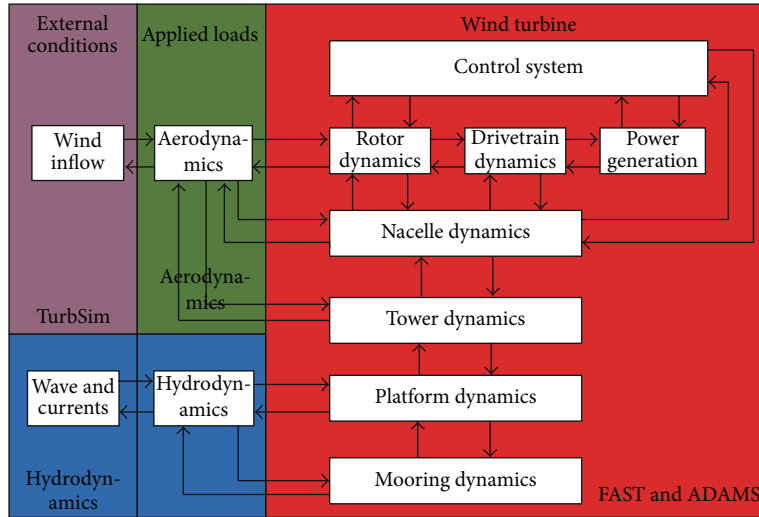 External
conditions
Applied loads
Wind turbine
Control system
Wind
inflow
Aerodyna-
mics
Rotor
dynamics
Drivetrain
dynamics
Power
generation
Nacelle dynamics
Aerodyna-
mics
TurbSim
Tower dynamics
Wave and
currents
Hydrodyn-
amics
Platform dynamics
Hydrodyn-
amics
Mooring dynamics
FAST and ADAMS